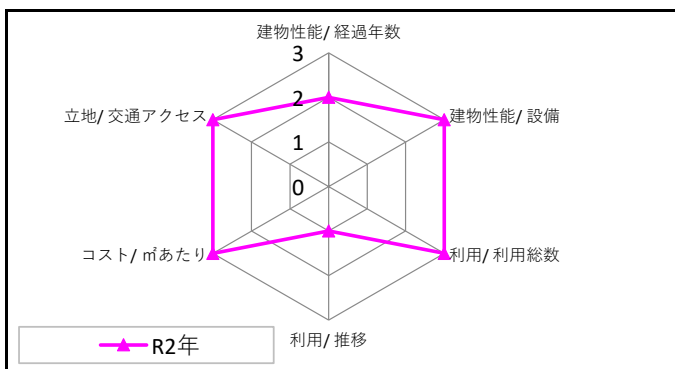 建物性能/ 経過年数
3
立地/ 交通アクセス
2
建物性能/ 設備
1
0
コスト/ ㎡あたり
利用/ 利用総数
利用/ 推移
R2年